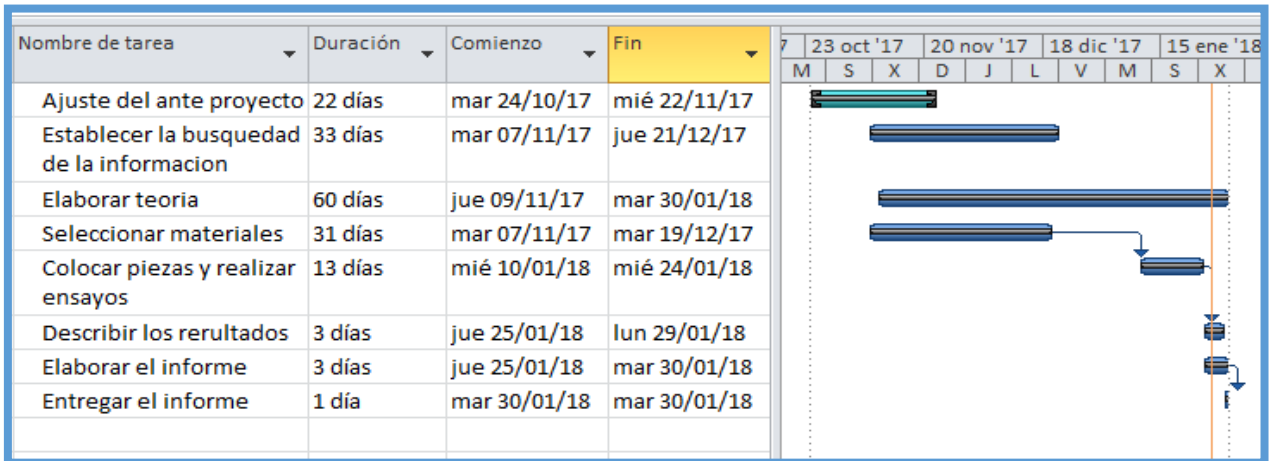 Nombre de tarea Duración Comienzo Fin 7 23 oct '17 20 nov '17 18 dic '17 15 ene '18
M S X D J L V M S X
Ajuste del ante proyecto 22 días mar 24/10/17 mié 22/11/17
Establecer la busquedad 33 días mar 07/11/17 jue 21/12/17
de la informacion
Elaborar teoria 60 días jue 09/11/17 mar 30/01/18
Seleccionar materiales 31 días mar 07/11/17 mar 19/12/17
Colocar piezas y realizar 13 días mié 10/01/18 mié 24/01/18
ensayos
Describir los rerultados 3 días jue 25/01/18 lun 29/01/18
Elaborar el informe 3 días jue 25/01/18 mar 30/01/18
Entregar el informe 1 día mar 30/01/18 mar 30/01/18